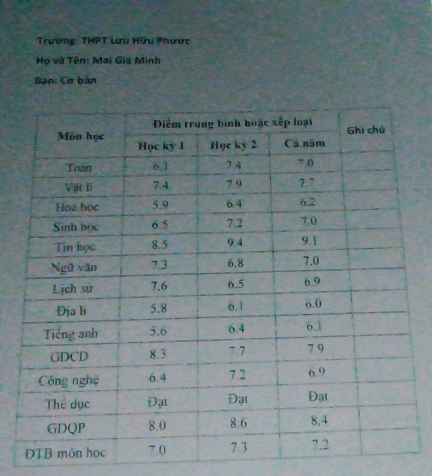 Trường: THPT Lưu Hữu Phước
Họ và Tên: Mai Gia Minh
Ban: Cơ bản
Môn học Điểm trung bình hoặc xếp loại Ghi chú
Học kỳ 1 Học kỳ 2 Cả năm
Toán 6.1 7.4 7.0
Vật lí 7.4 7.9 7.7
Hoá học 5.9 6.4 6.2
Sinh học 6.5 7.2 7.0
Tin học 8.5 9.4 9.1
Ngữ văn 7.3 6.8 7.0
Lịch sử 7.6 6.5 6.9
Địa lí 5.8 6.1 6.0
Tiếng anh 5.6 6.4 6.1
GDCD 8.3 7.7 7.9
Công nghệ 6.4 7.2 6.9
Thể dục Đạt Đạt Đạt
GDQP 8.0 8.6 8.4
DTB môn học 7.0 7.3 7.2